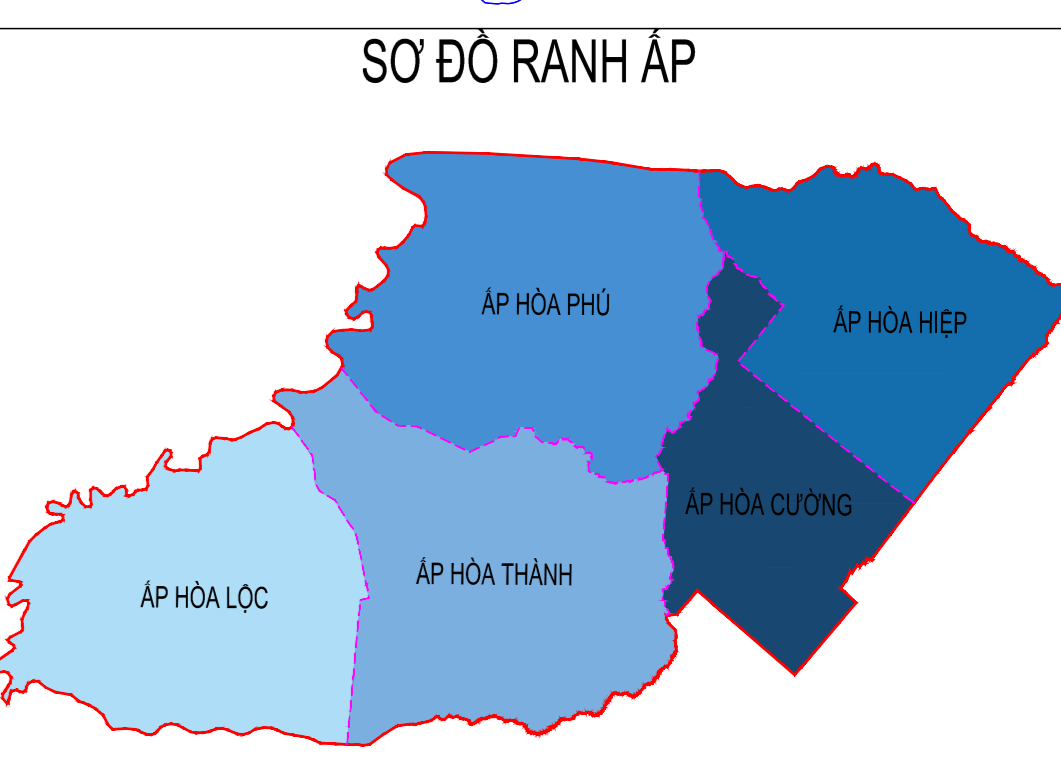 SƠ ĐỒ RANH ẤP
ẤP HÒA PHÚ
ẤP HÒA HIỆP
ẤP HÒA CƯỜNG
ẤP HÒA THÀNH
ẤP HÒA LỘC